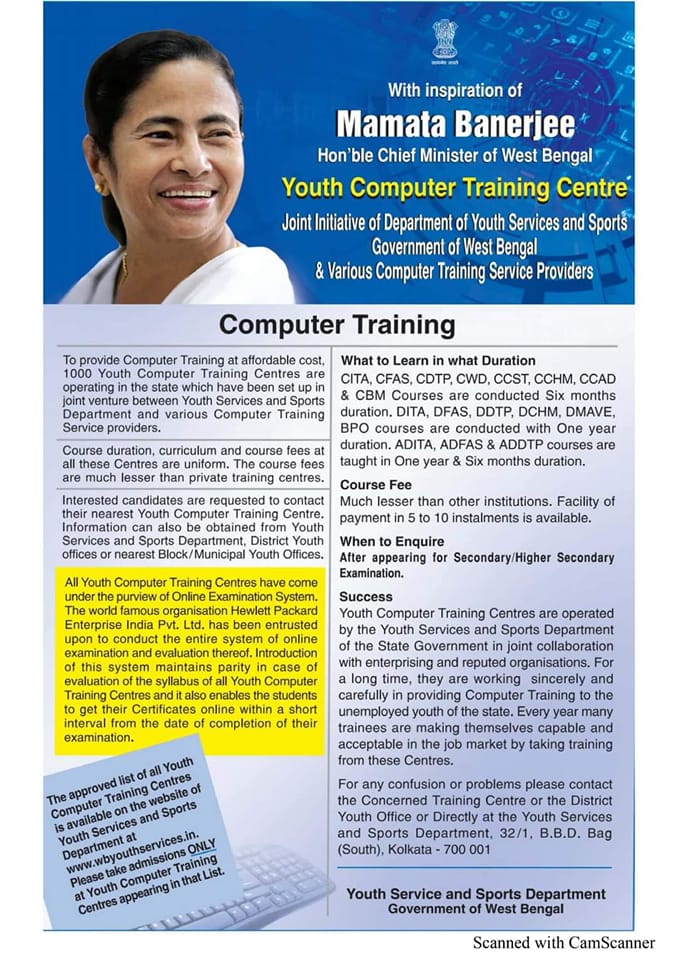 With inspiration of
Mamata Banerjee
Hon'ble Chief Minister of West Bengal
Youth Computer Training Centre
Joint Initiative of Department of Youth Services and Sports
Government of West Bengal
& Various Computer Training Service Providers
Computer Training
To provide Computer Training at affordable cost,
1000 Youth Computer Training Centres are
operating in the state which have been set up in
joint venture between Youth Services and Sports
Department and various Computer Training
Service providers.
Course duration, curriculum and course fees at
all these Centres are uniform. The course fees
are much lesser than private training centres.
Interested candidates are requested to contact
their nearest Youth Computer Training Centre.
Information can also be obtained from Youth
Services and Sports Department, District Youth
offices or nearest Block/Municipal Youth Offices.
All Youth Computer Training Centres have come
under the purview of Online Examination System.
The world famous organisation Hewlett Packard
Enterprise India Pvt. Ltd. has been entrusted
upon to conduct the entire system of online
examination and evaluation thereof. Introduction
of this system maintains parity in case of
evaluation of the syllabus of all Youth Computer
Training Centres and it also enables the students
to get their Certificates online within a short
interval from the date of completion of their
examination.
The approved list of all Youth
Computer Training Centres
is available on the website of
Youth Services and Sports
Department at
www.wbyouthservices.in.
Please take admissions ONLY
at Youth Computer Training
Centres appearing in that List.
What to Learn in what Duration
CITA, CFAS, CDTP, CWD, CCST, CCHM, CCAD
& CBM Courses are conducted Six months
duration. DITA, DFAS, DDTP, DCHM, DMAVE,
BPO courses are conducted with One year
duration. ADITA, ADFAS & ADDTP courses are
taught in One year & Six months duration.
Course Fee
Much lesser than other institutions. Facility of
payment in 5 to 10 instalments is available.
When to Enquire
After appearing for Secondary/Higher Secondary
Examination.
Success
Youth Computer Training Centres are operated
by the Youth Services and Sports Department
of the State Government in joint collaboration
with enterprising and reputed organisations. For
a long time, they are working sincerely and
carefully in providing Computer Training to the
unemployed youth of the state. Every year many
trainees are making themselves capable and
acceptable in the job market by taking training
from these Centres.
For any confusion or problems please contact
the Concerned Training Centre or the District
Youth Office or Directly at the Youth Services
and Sports Department, 32/1, B.B.D. Bag
(South), Kolkata - 700 001
Youth Service and Sports Department
Government of West Bengal
Scanned with CamScanner